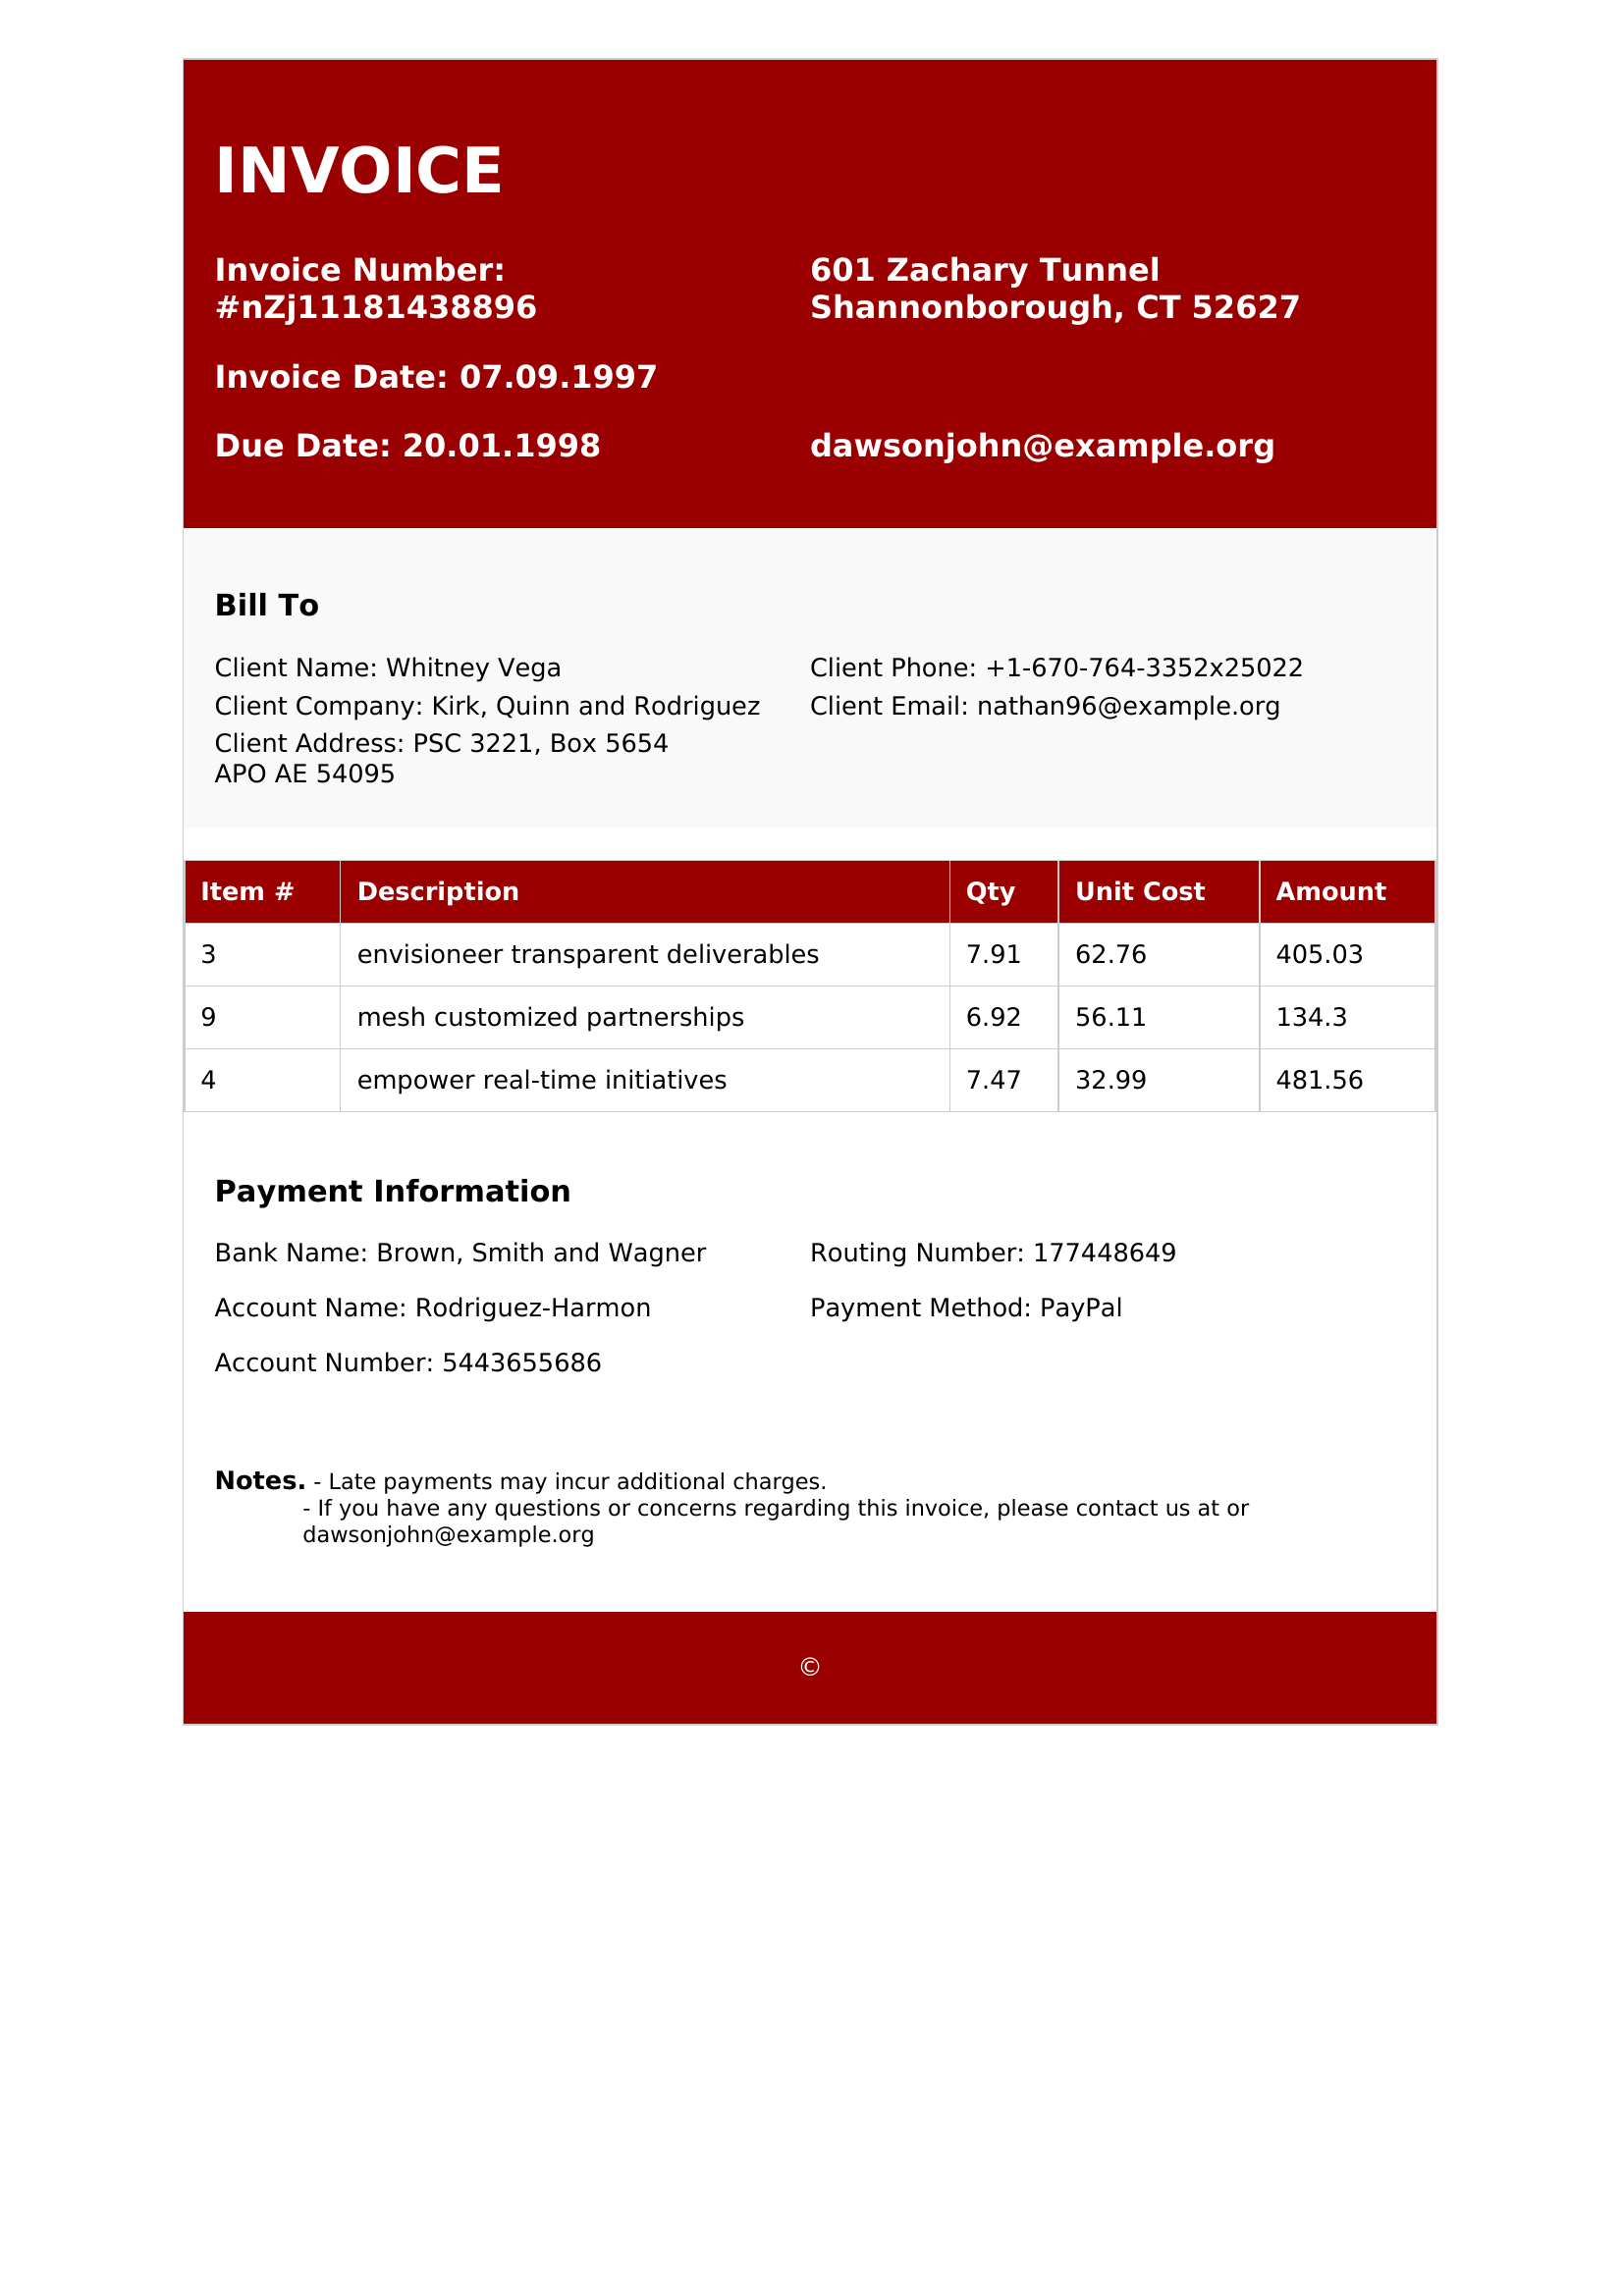 INVOICE
Invoice Number:
#nZj11181438896
601 Zachary Tunnel
Shannonborough, CT 52627
Invoice Date: 07.09.1997
Due Date: 20.01.1998
dawsonjohn@example.org
Bill To
Client Name: Whitney Vega
Client Phone: +1-670-764-3352x25022
Client Company: Kirk, Quinn and Rodriguez
Client Email: nathan96@example.org
Client Address: PSC 3221, Box 5654
APO AE 54095
Item # Description Qty Unit Cost Amount
3 envisioneer transparent deliverables 7.91 62.76 405.03
9 mesh customized partnerships 6.92 56.11 134.3
4 empower real-time initiatives 7.47 32.99 481.56
Payment Information
Bank Name: Brown, Smith and Wagner
Routing Number: 177448649
Account Name: Rodriguez-Harmon
Payment Method: PayPal
Account Number: 5443655686
Notes. - Late payments may incur additional charges.
- If you have any questions or concerns regarding this invoice, please contact us at or
dawsonjohn@example.org
©